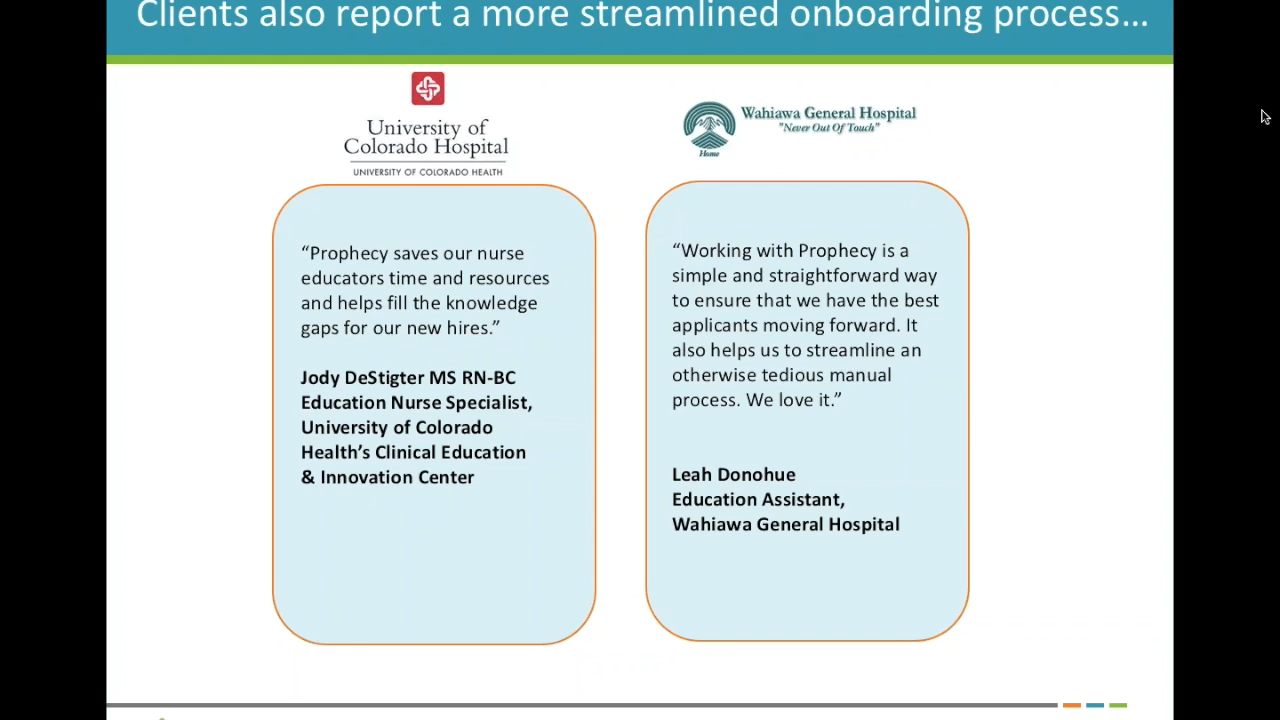 Clients also report a more streamlined onboarding process…
University of
Colorado Hospital
UNIVERSITY OF COLORADO HEALTH
“Prophecy saves our nurse
educators time and resources
and helps fill the knowledge
gaps for our new hires.”
Jody DeStigter MS RN-BC
Education Nurse Specialist,
University of Colorado
Health’s Clinical Education
& Innovation Center
Wahiawa General Hospital
"Never Out Of Touch"
Home
“Working with Prophecy is a
simple and straightforward way
to ensure that we have the best
applicants moving forward. It
also helps us to streamline an
otherwise tedious manual
process. We love it.”
Leah Donohue
Education Assistant,
Wahiawa General Hospital